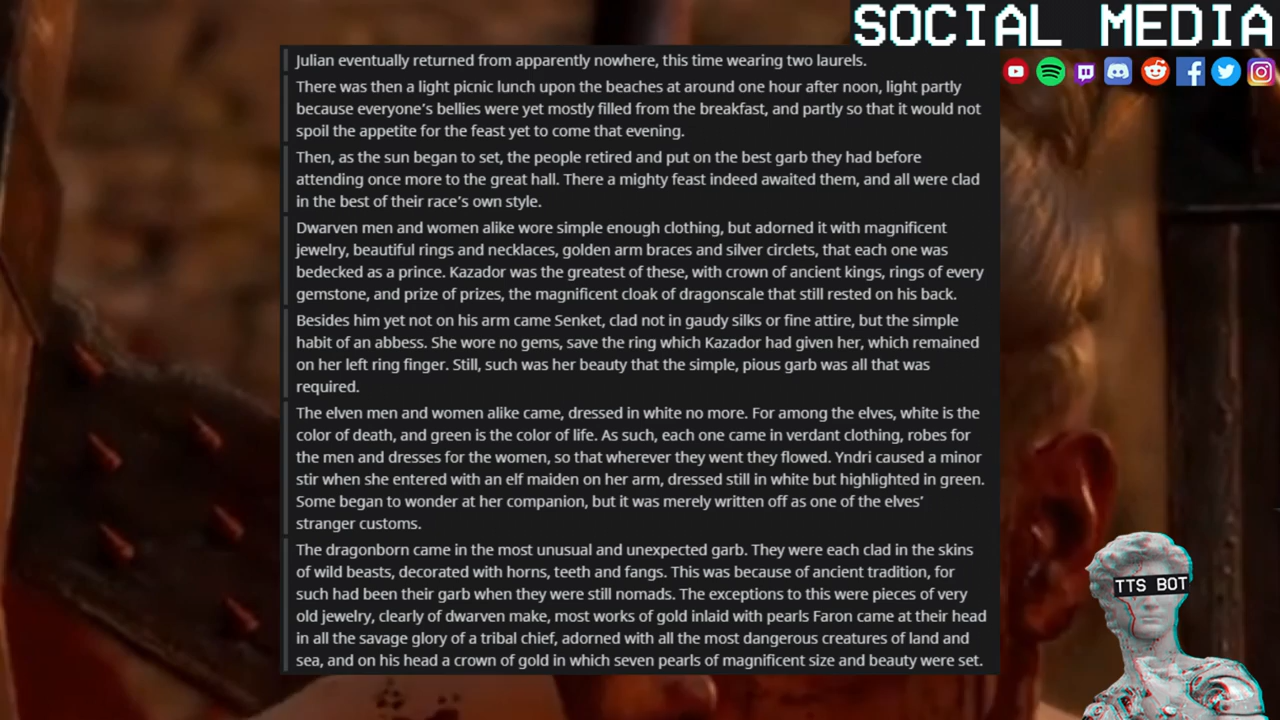 SOCIAL MEDIA
Julian eventually returned from apparently nowhere, this time wearing two laurels.
There was then a light picnic lunch upon the beaches at around one hour after noon, light partly
because everyone's bellies were yet mostly filled from the breakfast, and partly so that it would not
spoil the appetite for the feast yet to come that evening.
Then, as the sun began to set, the people retired and put on the best garb they had before
attending once more to the great hall. There a mighty feast indeed awaited them, and all were clad
in the best of their race's own style.
Dwarven men and women alike wore simple enough clothing, but adorned it with magnificent
jewelry, beautiful rings and necklaces, golden arm braces and silver circlets, that each one was
bedecked as a prince. Kazador was the greatest of these, with crown of ancient kings, rings of every
gemstone, and prize of prizes, the magnificent cloak of dragonscale that still rested on his back.
Besides him yet not on his arm came Senket, clad not in gaudy silks or fine attire, but the simple
habit of an abbess. She wore no gems, save the ring which Kazador had given her, which remained
on her left ring finger. Still, such was her beauty that the simple, pious garb was all that was
required.
The elven men and women alike came, dressed in white no more. For among the elves, white is the
color of death, and green is the color of life. As such, each one came in verdant clothing, robes for
the men and dresses for the women, so that wherever they went they flowed. Yndri caused a minor
stir when she entered with an elf maiden on her arm, dressed still in white but highlighted in green.
Some began to wonder at her companion, but it was merely written off as one of the elves'
stranger customs.
The dragonborn came in the most unusual and unexpected garb. They were each clad in the skins
of wild beasts, decorated with horns, teeth and fangs. This was because of ancient tradition, for
such had been their garb when they were still nomads. The exceptions to this were pieces of very
old jewelry, clearly of dwarven make, most works of gold inlaid with pearls Faron came at their head
in all the savage glory of a tribal chief, adorned with all the most dangerous creatures of land and
sea, and on his head a crown of gold in which seven pearls of magnificent size and beauty were set.
TTS BOT